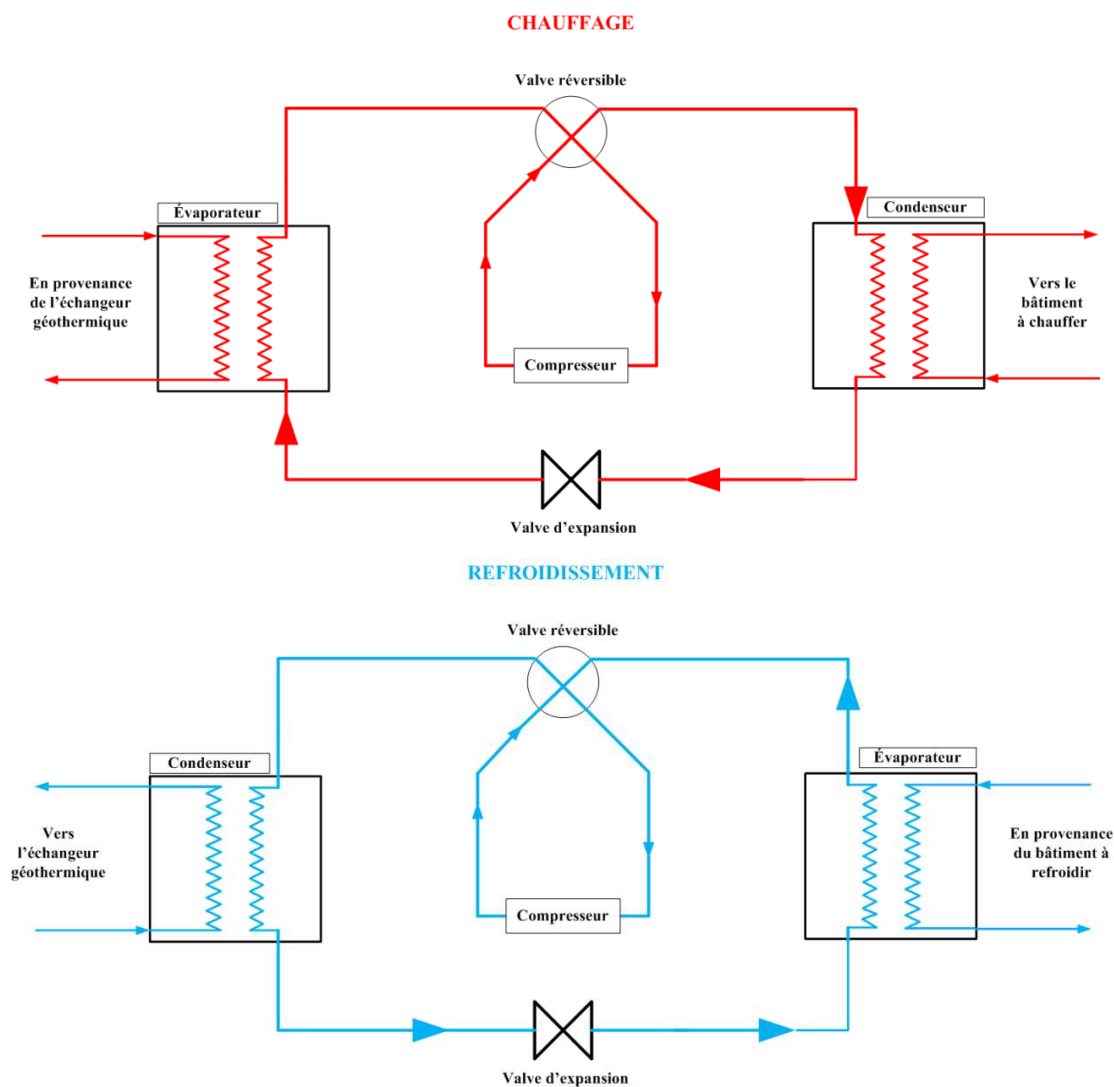 CHAUFFAGE
Valve réversible
Évaporateur
Condenseur
En provenance
de l'échangeur
géothermique
Vers le
bâtiment
à chauffer
Compresseur
Valve d'expansion
REFROIDISSEMENT
Valve réversible
Condenseur
Évaporateur
Vers
l'échangeur
géothermique
En provenance
du bâtiment à
refroidir
Compresseur
Valve d'expansion